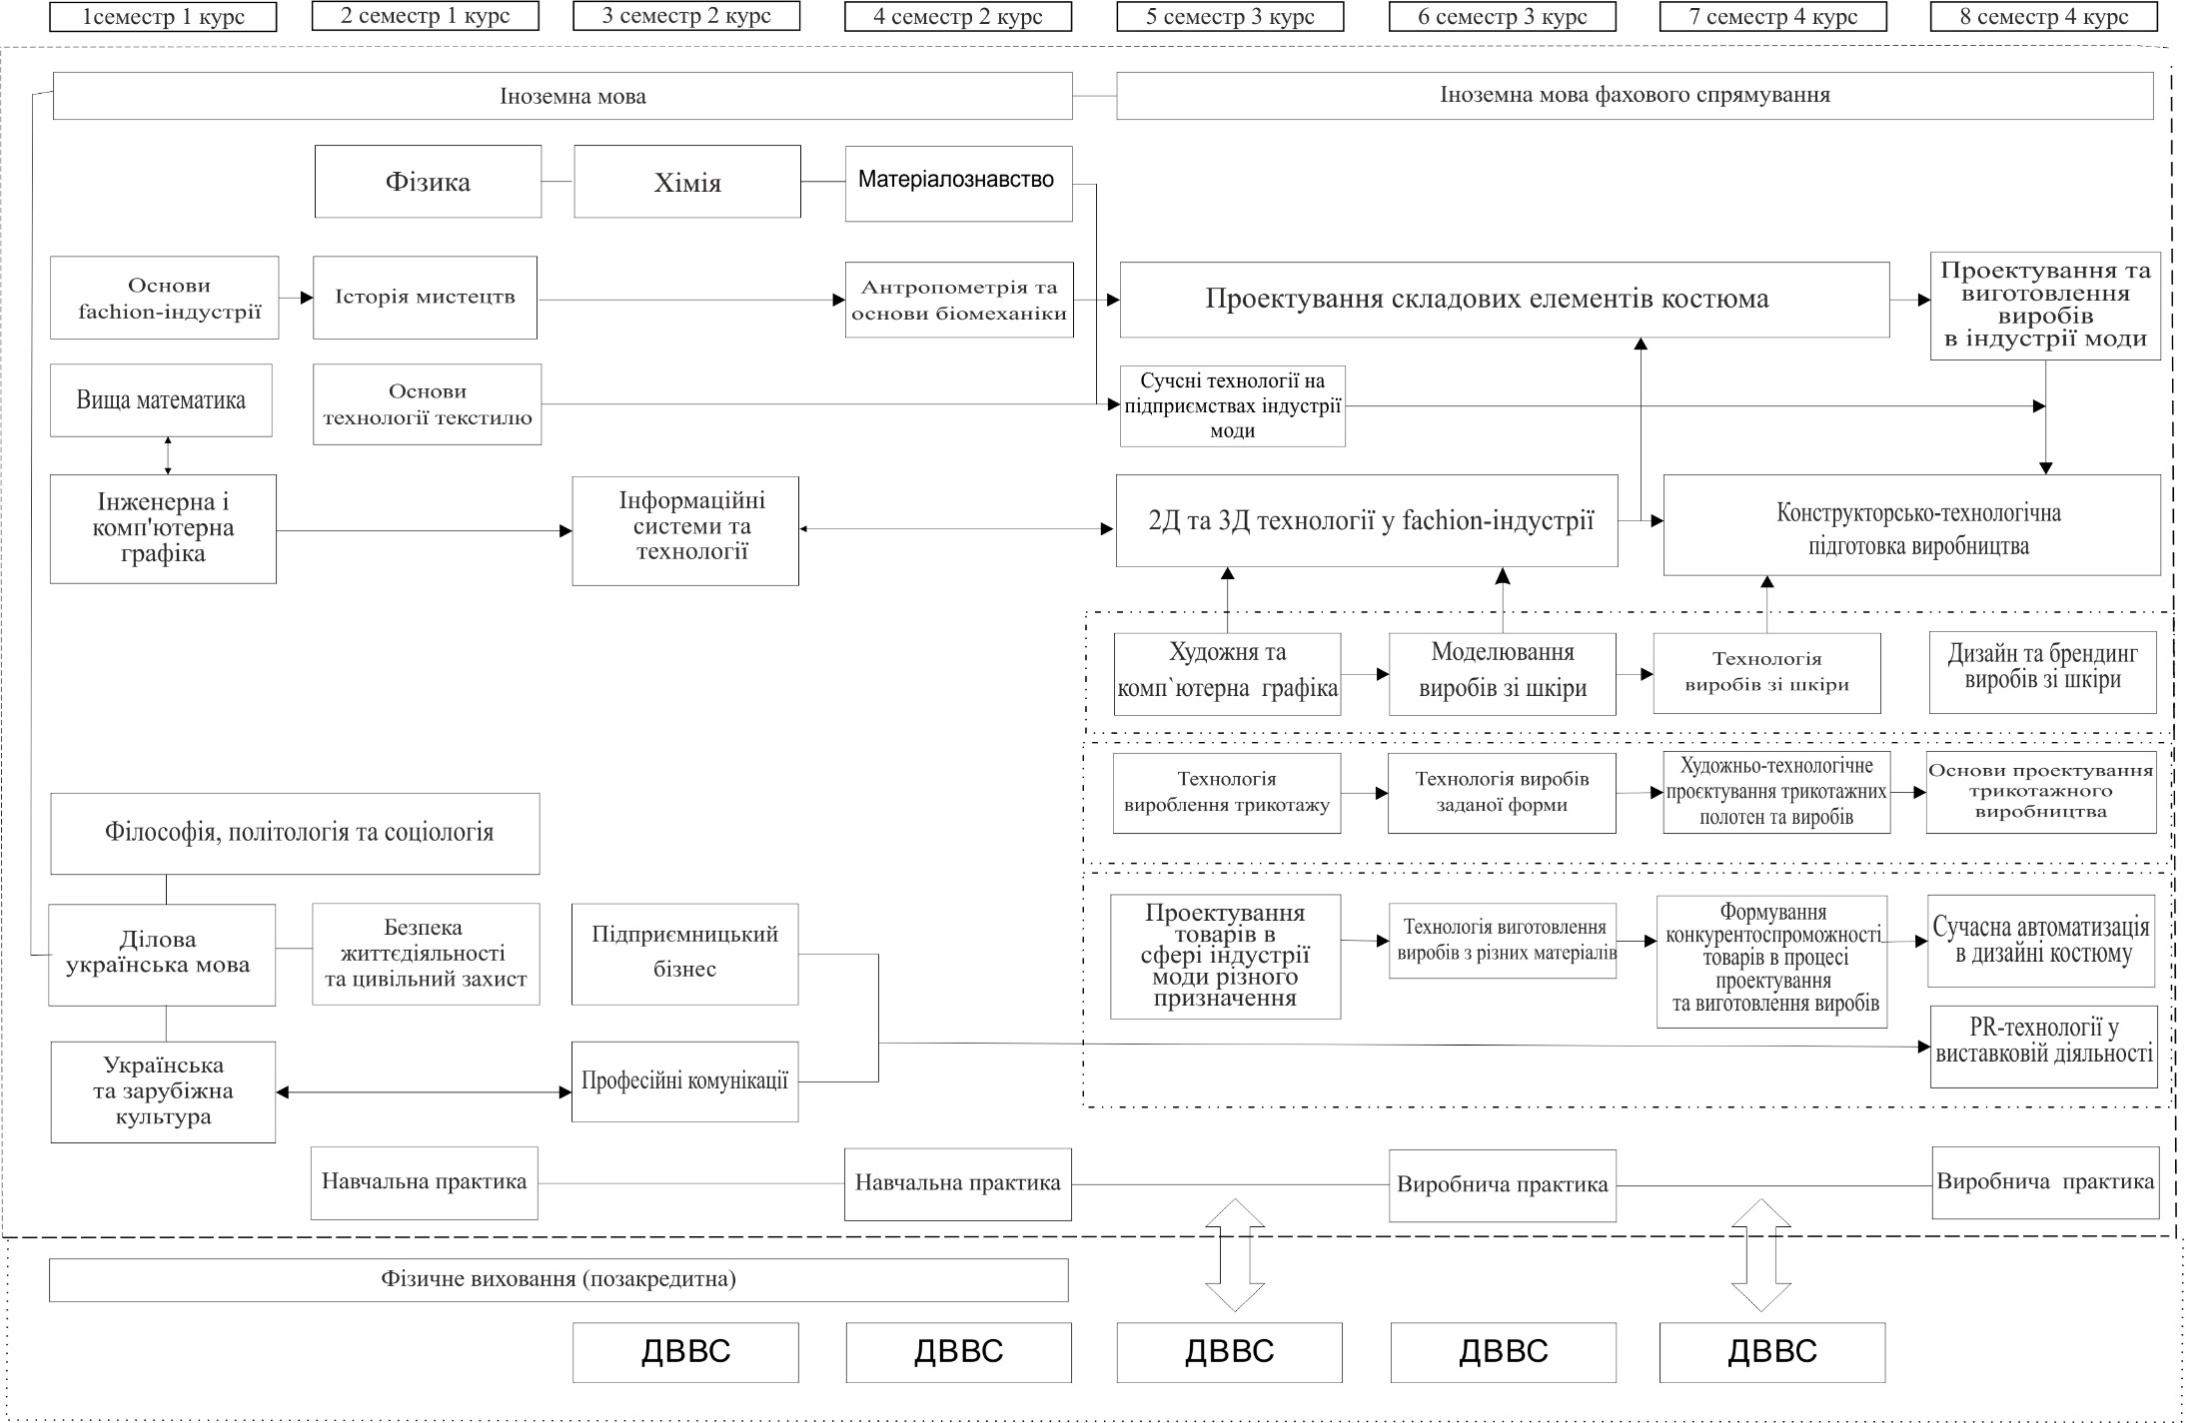 1семестр 1 курс
2 семестр 1 курс
3 семестр 2 курс
4 семестр 2 курс
5 семестр 3 курс
6 семестр 3 курс
7 семестр 4 курс
8 семестр 4 курс
Іноземна мова
Іноземна мова фахового спрямування
Фізика
Хімія
Матеріалознавство
Основи
fachion-індустрії
Історія мистецтв
Антропометрія та
основи біомеханіки
Проектування складових елементів костюма
Проектування та
виготовлення
виробів
в індустрії моди
Вища математика
Основи
технології текстилю
Сучсні технології на
підприємствах індустрії
моди
Інженерна і
комп'ютерна
графіка
Інформаційні
системи та
технології
2Д та 3Д технології у fachion-індустрії
Конструкторсько-технологічна
підготовка виробництва
Художня та
комп`ютерна графіка
Моделювання
виробів зі шкіри
Технологія
виробів зі шкіри
Дизайн та брендинг
виробів зі шкіри
Технологія
вироблення трикотажу
Технологія виробів
заданої форми
Художньо-технологічне
проєктування трикотажних
полотен та виробів
Основи проектування
трикотажного
виробництва
Філософія, політологія та соціологія
Ділова
українська мова
Безпека
життєдіяльності
та цивільний захист
Підприємницький
бізнес
Проектування
товарів в
сфері індустрії
моди різного
призначення
Технологія виготовлення
виробів з різних матеріалів
Формування
конкурентоспроможності
товарів в процесі
проектування
та виготовлення виробів
Сучасна автоматизація
в дизайні костюму
PR-технології у
виставковій діяльності
Українська
та зарубіжна
культура
Професійні комунікації
Навчальна практика
Навчальна практика
Виробнича практика
Виробнича практика
Фізичне виховання (позакредитна)
ДВВС
ДВВС
ДВВС
ДВВС
ДВВС